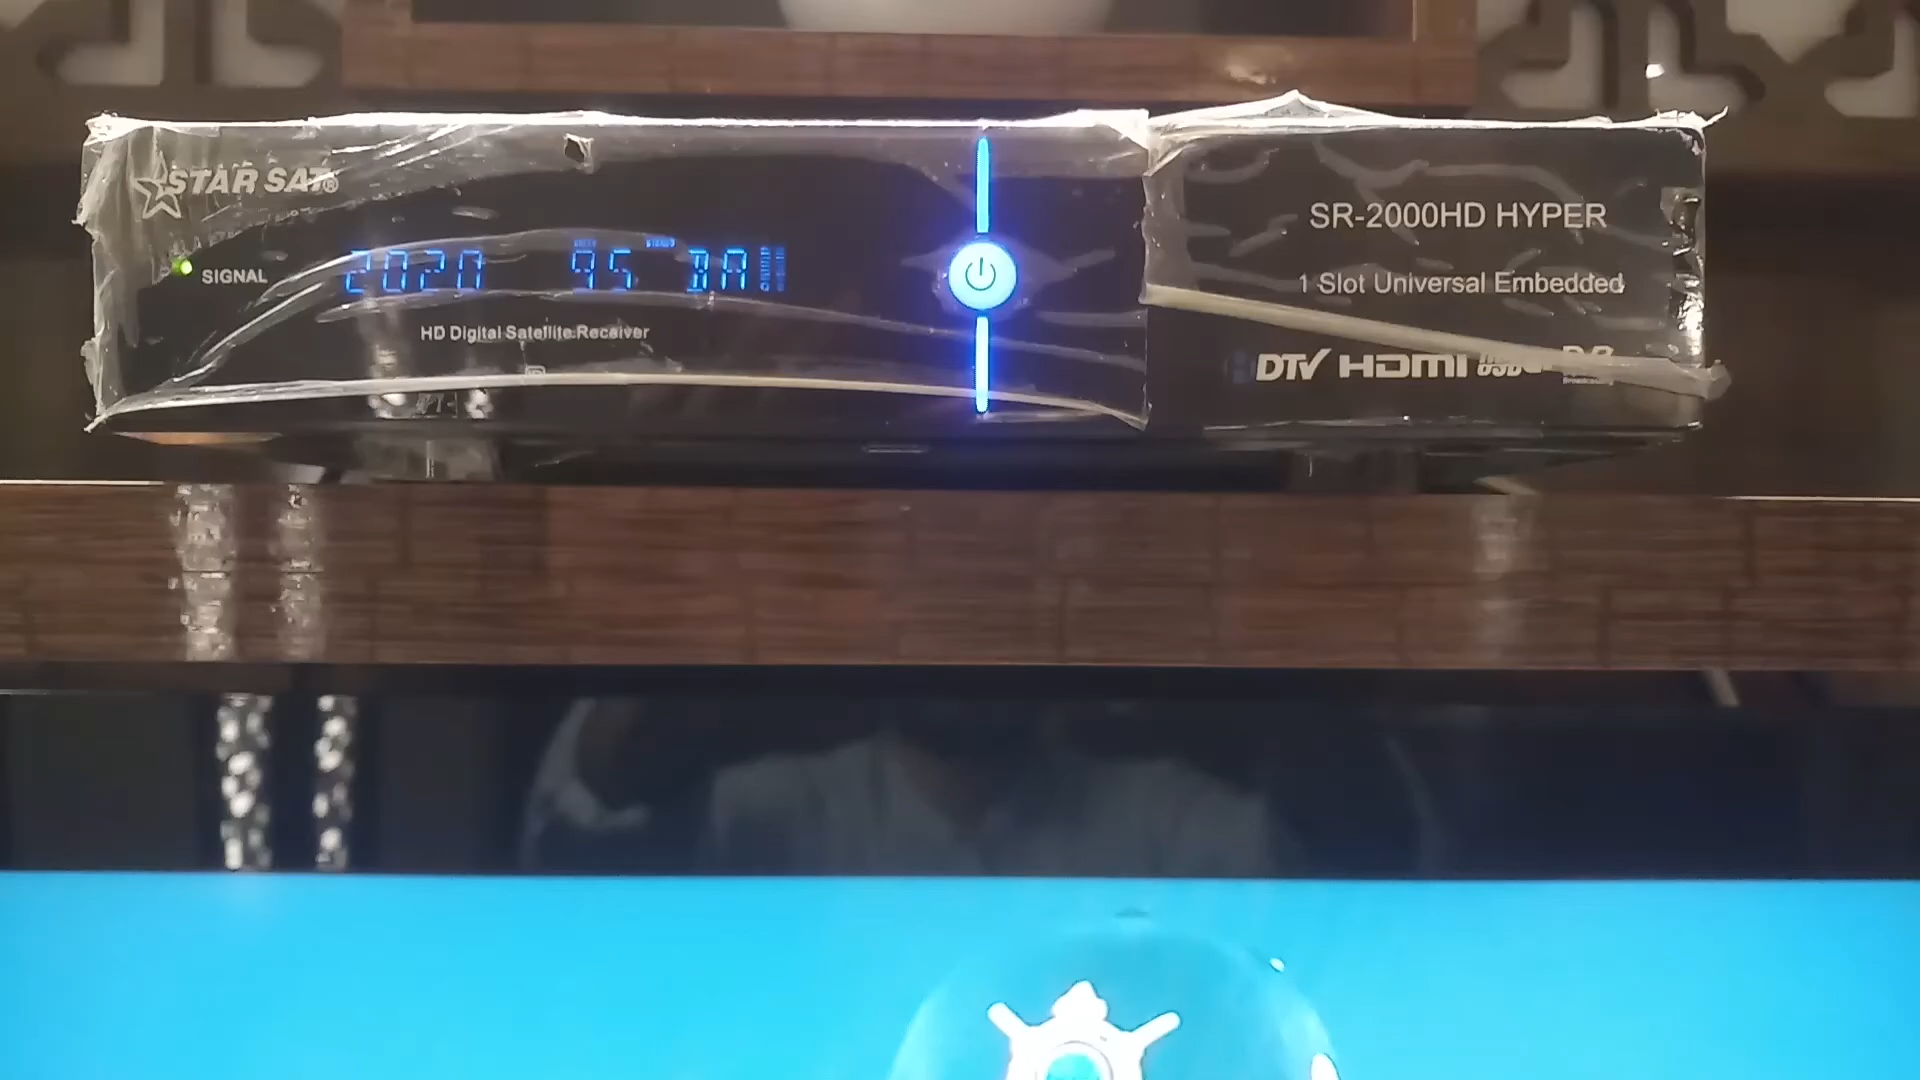 STAR SAT®
SIGNAL
2020 95 BA
HD Digital Satellite Receiver
SR-2000HD HYPER
1 Slot Universal Embedded
DTV HDMI USB